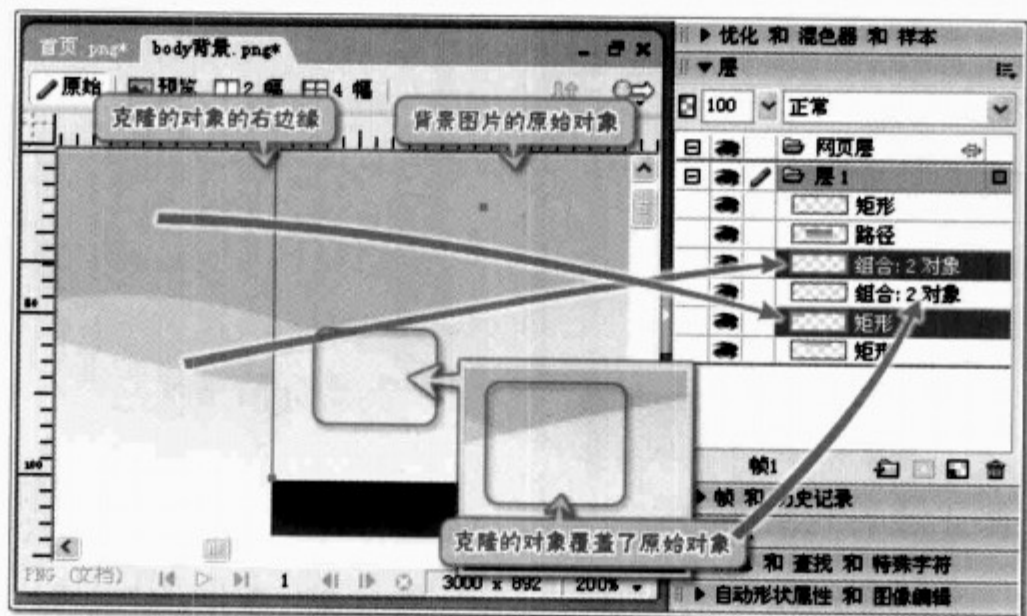 首页.png* body背景.png*
原始 预览 2 幅 4 幅
克隆的对象的右边缘
背景图片的原始对象
50
100
克隆的对象覆盖了原始对象
PNG (文档) 1 3000 x 892 200%
优化 和 混色器 和 样本
层
100 正常
网页层
层 1
矩形
路径
组合: 2 对象
组合: 2 对象
矩形
矩形
帧1
帧 和 历史记录
和 查找 和 特殊字符
自动形状属性 和 图像编辑